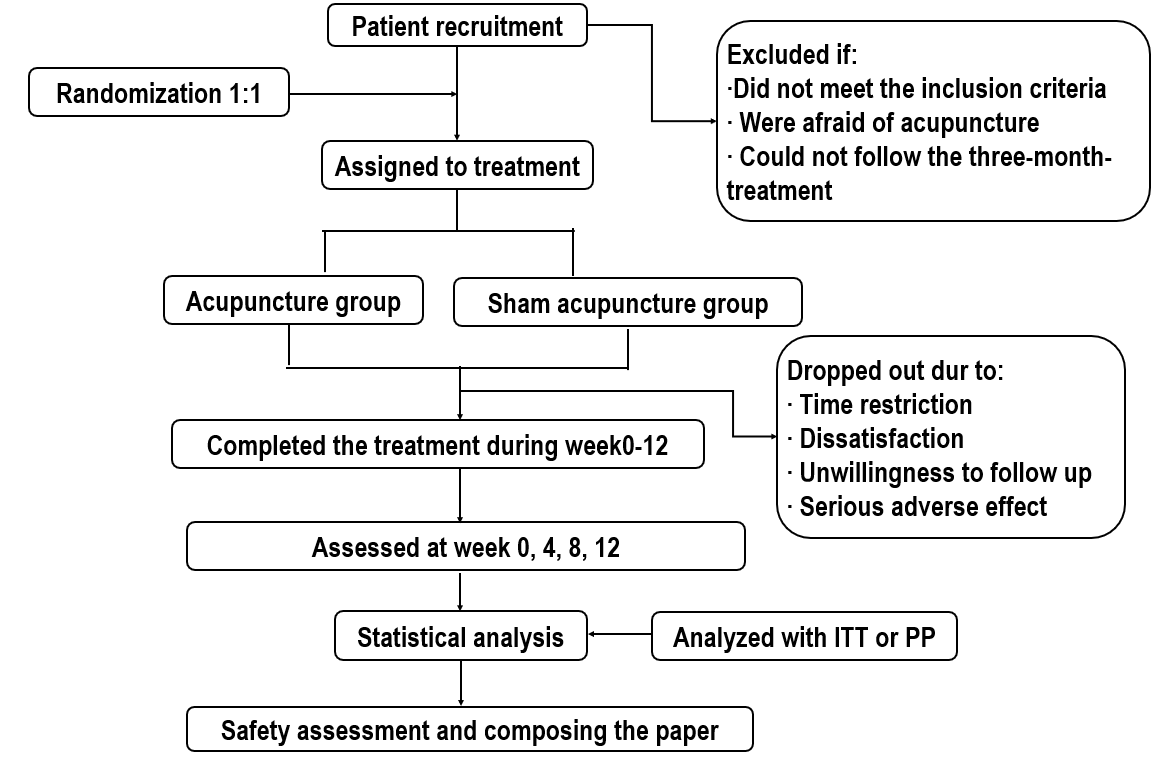 Patient recruitment
Randomization 1:1
Excluded if:
·Did not meet the inclusion criteria
· Were afraid of acupuncture
· Could not follow the three-month-
treatment
Assigned to treatment
Acupuncture group
Sham acupuncture group
Dropped out dur to:
· Time restriction
· Dissatisfaction
· Unwillingness to follow up
· Serious adverse effect
Completed the treatment during week0-12
Assessed at week 0, 4, 8, 12
Statistical analysis
Analyzed with ITT or PP
Safety assessment and composing the paper